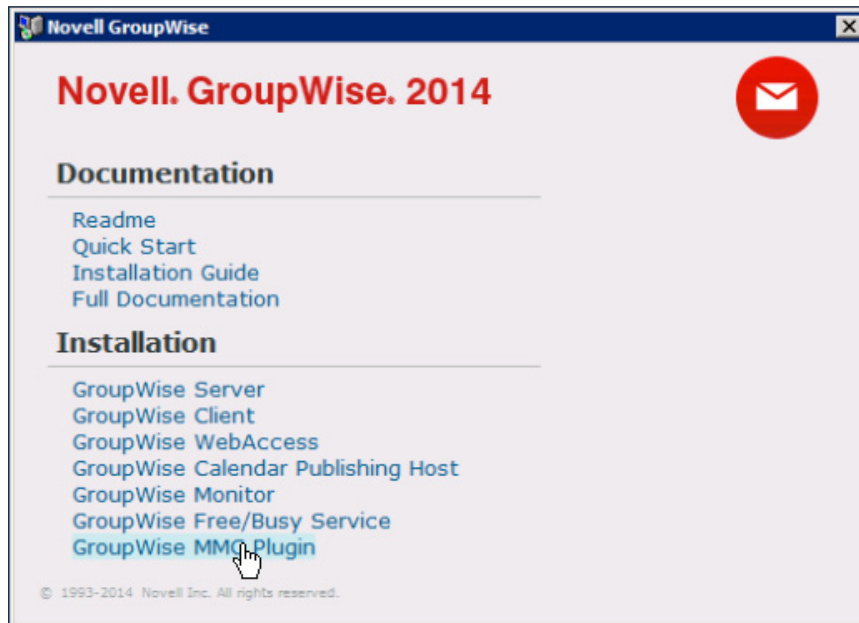 Novell GroupWise
Novell. GroupWise. 2014
Documentation
Readme
Quick Start
Installation Guide
Full Documentation
Installation
GroupWise Server
GroupWise Client
GroupWise WebAccess
GroupWise Calendar Publishing Host
GroupWise Monitor
GroupWise Free/Busy Service
GroupWise MMC Plugin
© 1993-2014 Novell Inc. All rights reserved.